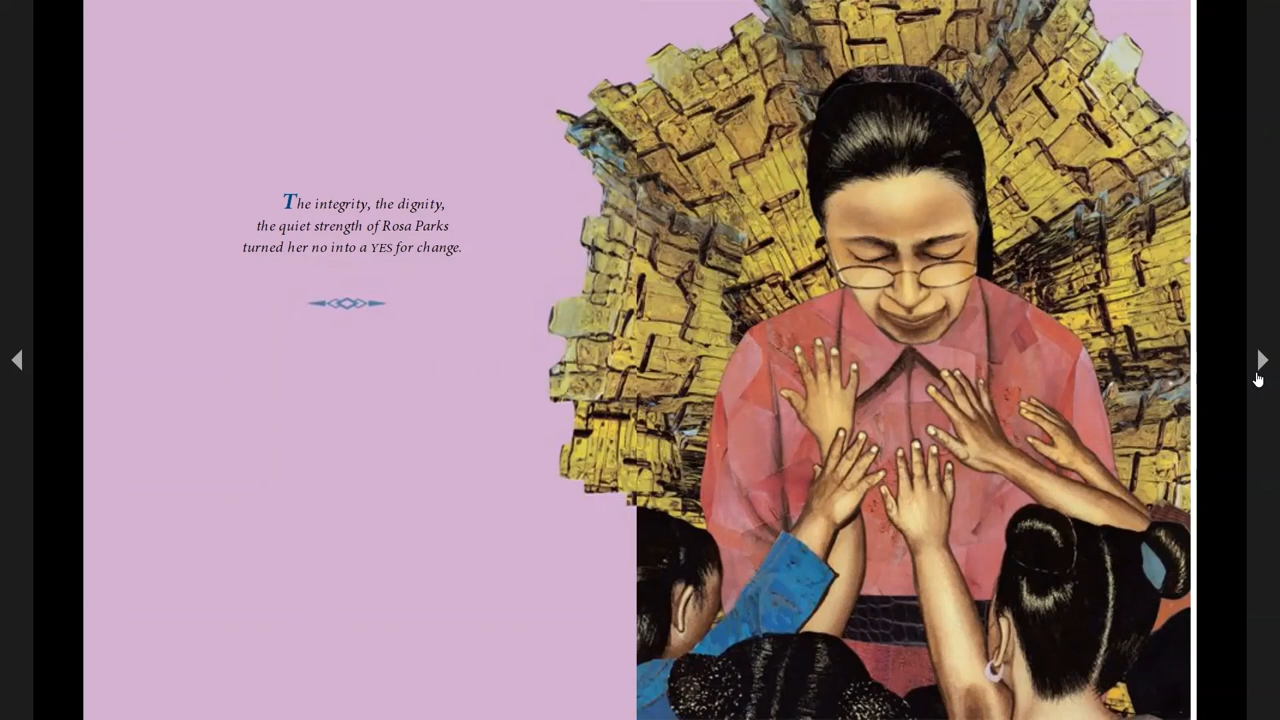 The integrity, the dignity,
the quiet strength of Rosa Parks
turned her no into a YES for change.